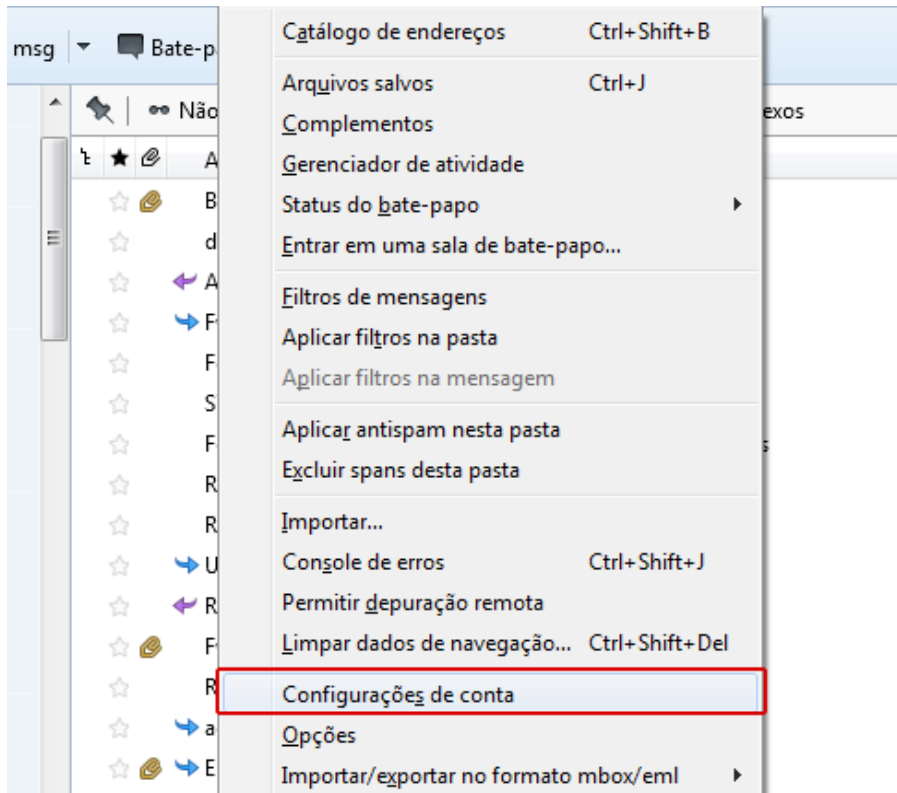 Catálogo de endereços Ctrl+Shift+B
msg Bate-p
Arquivos salvos Ctrl+J
Não exos
Complementos
A Gerenciador de atividade
B Status do bate-papo
d Entrar em uma sala de bate-papo...
A Filtros de mensagens
F Aplicar filtros na pasta
F Aplicar filtros na mensagem
S
F Aplicar antispam nesta pasta s
R Excluir spans desta pasta
R Importar...
U Console de erros Ctrl+Shift+J
R Permitir depuração remota
F Limpar dados de navegação... Ctrl+Shift+Del
R Configurações de conta
a Opções
E Importar/exportar no formato mbox/eml